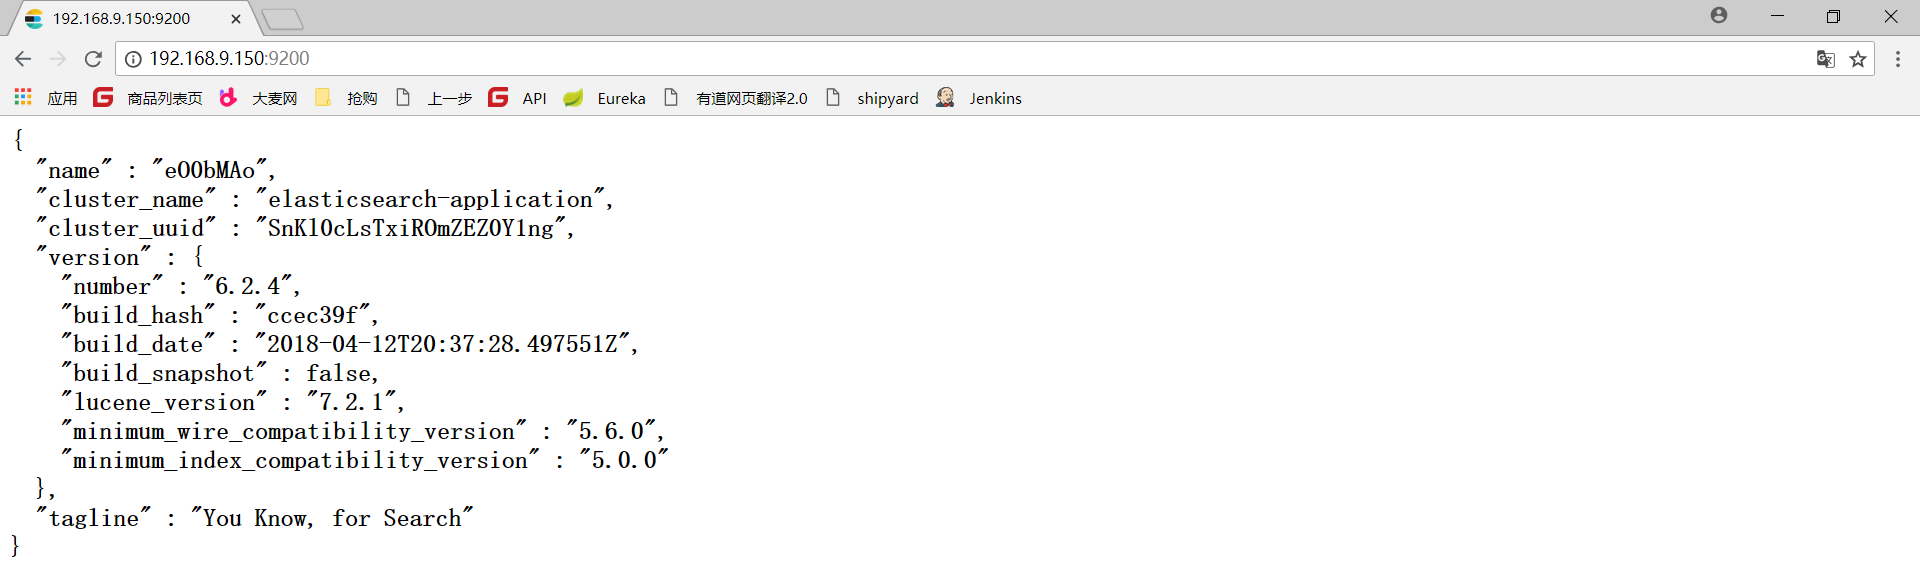 192.168.9.150:9200
192.168.9.150:9200
应用 商品列表页 大麦网 抢购 上一步 API Eureka 有道网页翻译2.0 shipyard Jenkins
{
"name" : "eO0bMAo",
"cluster_name" : "elasticsearch-application",
"cluster_uuid" : "SnKl0cLsTxiROmZEZ0Y1ng",
"version" : {
"number" : "6.2.4",
"build_hash" : "ccec39f",
"build_date" : "2018-04-12T20:37:28.497551Z",
"build_snapshot" : false,
"lucene_version" : "7.2.1",
"minimum_wire_compatibility_version" : "5.6.0",
"minimum_index_compatibility_version" : "5.0.0"
},
"tagline" : "You Know, for Search"
}